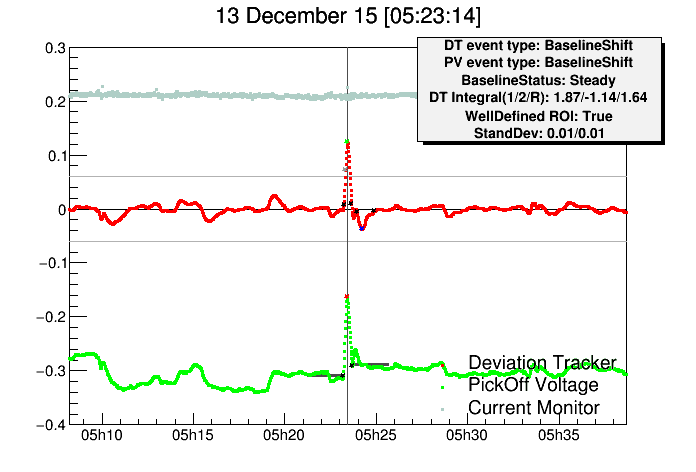 13 December 15 [05:23:14]
DT event type: BaselineShift
PV event type: BaselineShift
BaselineStatus: Steady
DT Integral(1/2/R): 1.87/-1.14/1.64
WellDefined ROI: True
StandDev: 0.01/0.01
0.3
0.2
0.1
0
−0.1
−0.2
−0.3
−0.4
Deviation Tracker
PickOff Voltage
Current Monitor
05h10 05h15 05h20 05h25 05h30 05h35